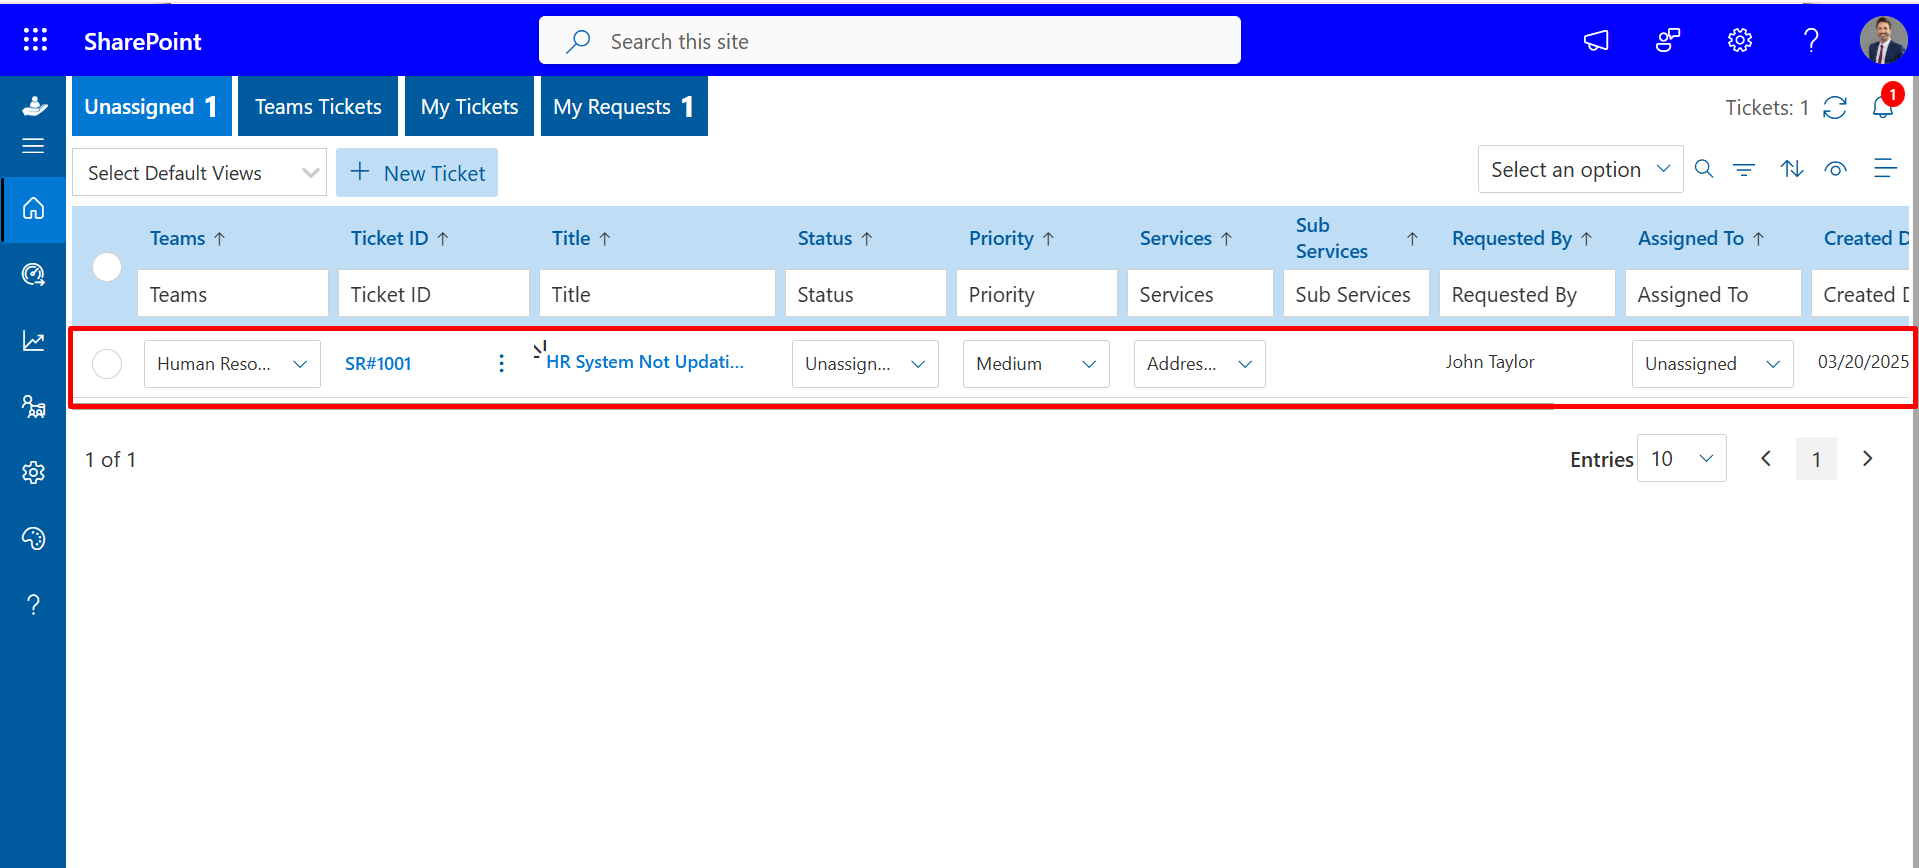 SharePoint
Search this site
Unassigned 1
Teams Tickets
My Tickets
My Requests 1
Tickets: 1
1
Select Default Views
+ New Ticket
Select an option
Teams ↑
Ticket ID ↑
Title ↑
Status ↑
Priority ↑
Services ↑
Sub
Services ↑
Requested By ↑
Assigned To ↑
Created D
Teams
Ticket ID
Title
Status
Priority
Services
Sub Services
Requested By
Assigned To
Created D
Human Reso...
SR#1001
HR System Not Updati...
Unassign...
Medium
Addres...
John Taylor
Unassigned
03/20/2025
1 of 1
Entries
10
1